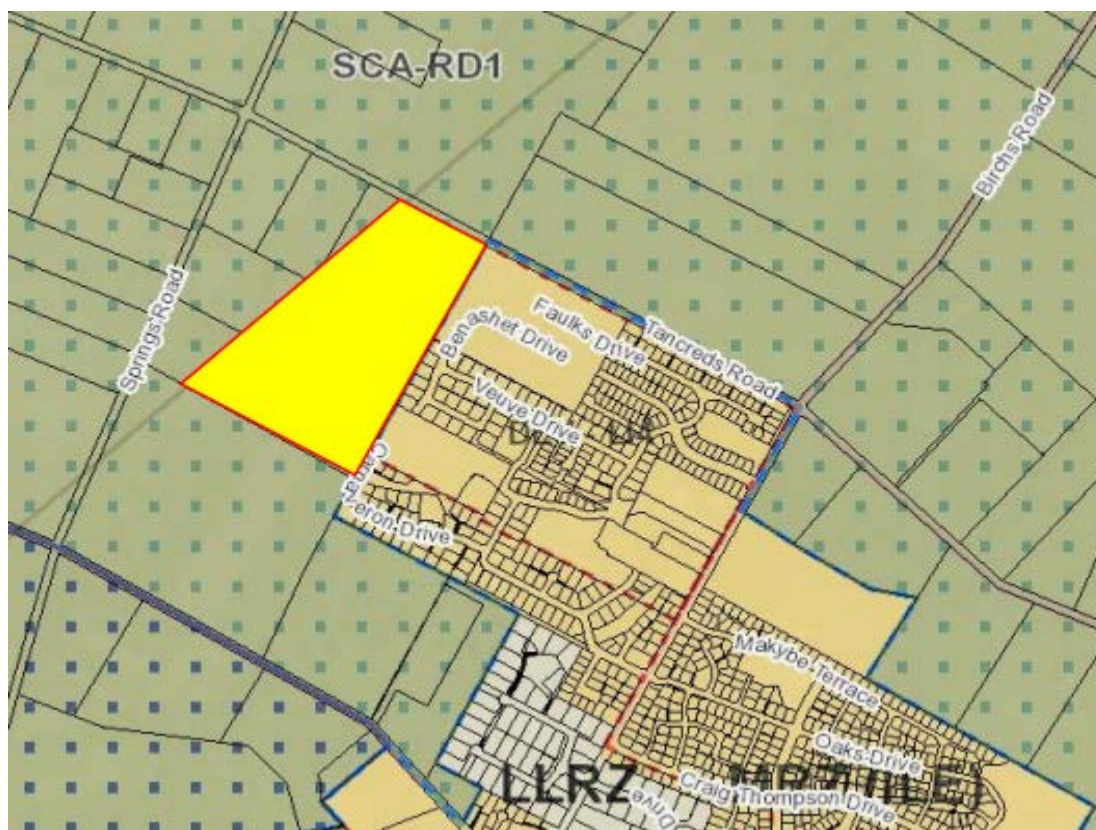 SCA-RD1
Birchs Road
Springs Road
Faulks Drive
Tancreds Road
Benashet Drive
Veuve Drive
Makybe Terrace
Oaks Drive
LLRZ
Craig Thompson Drive
Drive